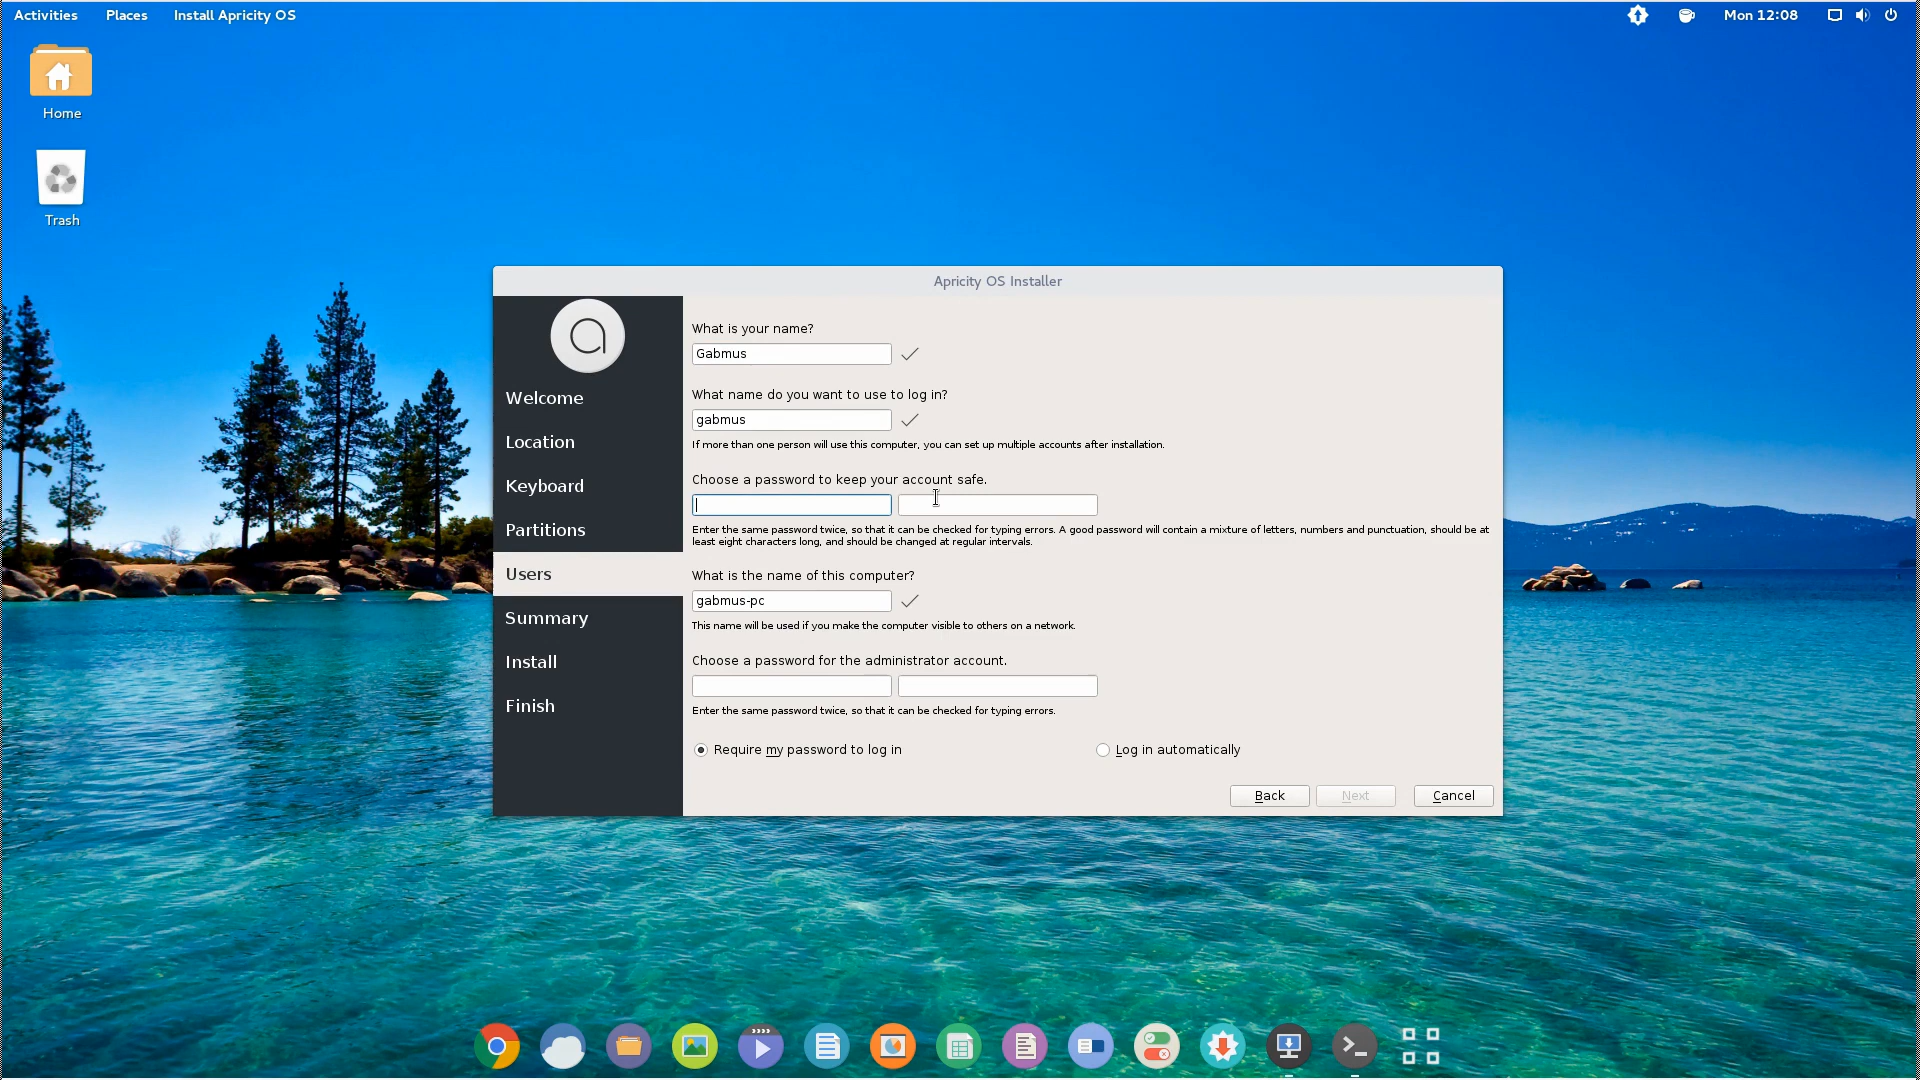 Activities Places Install Apricity OS Mon 12:08
Home
Trash
Apricity OS Installer
Welcome
Location
Keyboard
Partitions
Users
Summary
Install
Finish
What is your name?
Gabmus
What name do you want to use to log in?
gabmus
If more than one person will use this computer, you can set up multiple accounts after installation.
Choose a password to keep your account safe.
Enter the same password twice, so that it can be checked for typing errors. A good password will contain a mixture of letters, numbers and punctuation, should be at
least eight characters long, and should be changed at regular intervals.
What is the name of this computer?
gabmus-pc
This name will be used if you make the computer visible to others on a network.
Choose a password for the administrator account.
Enter the same password twice, so that it can be checked for typing errors.
Require my password to log in Log in automatically
Back Next Cancel